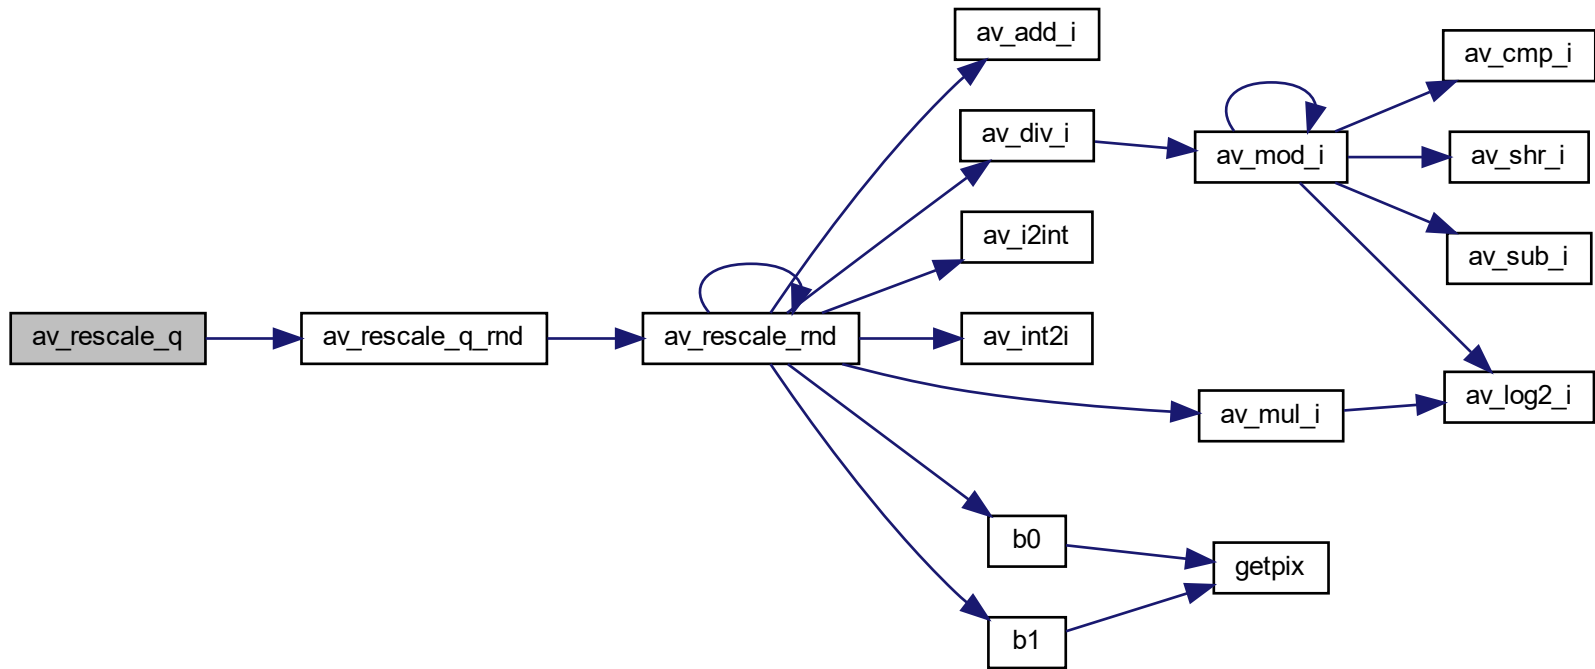 av_add_i
av_cmp_i
av_div_i
av_mod_i
av_shr_i
av_i2int
av_sub_i
av_rescale_q
av_rescale_q_rnd
av_rescale_rnd
av_int2i
av_mul_i
av_log2_i
b0
getpix
b1